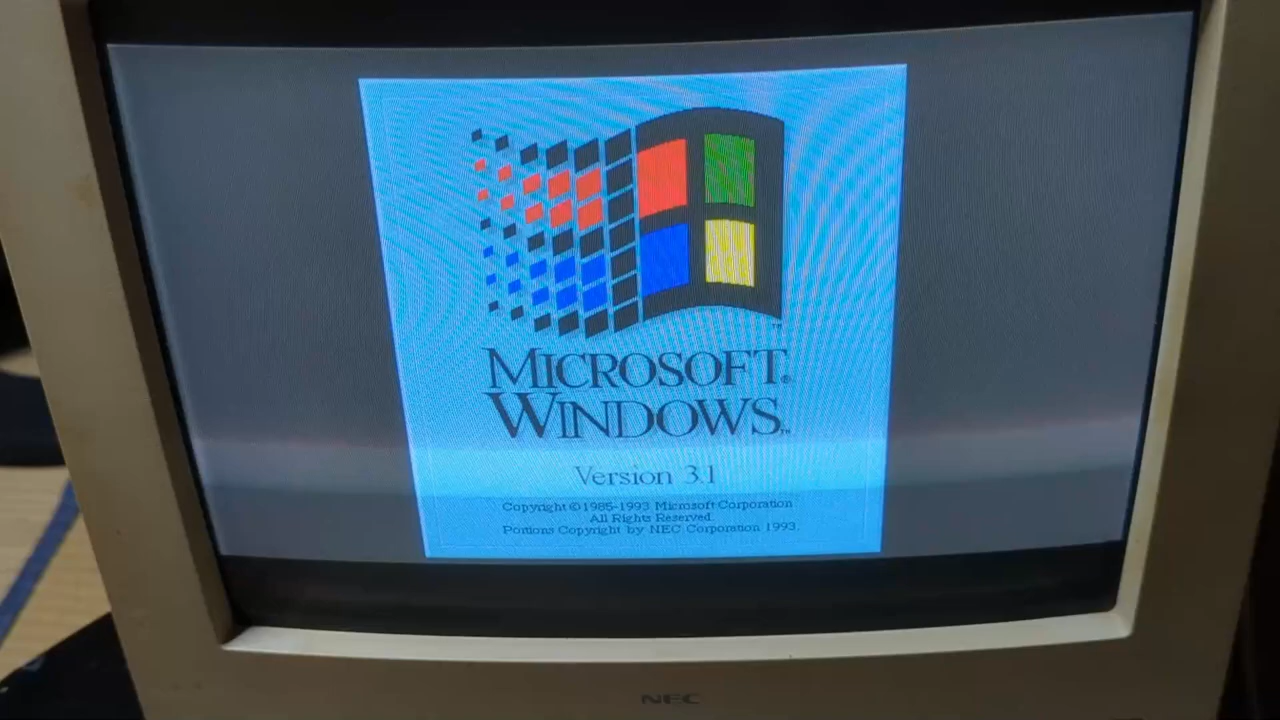 ™
MICROSOFT®
WINDOWS™
Version 3.1
Copyright ©1985-1993 Microsoft Corporation
All Rights Reserved.
Portions Copyright by NEC Corporation 1993.
NEC